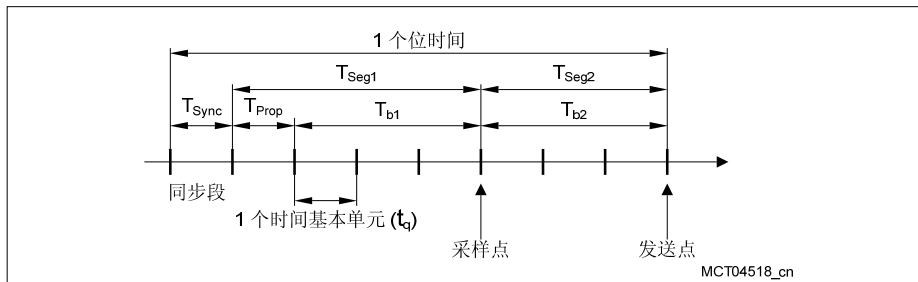 1 个位时间
TSeg1 TSeg2
TSync TProp Tb1 Tb2
同步段
1 个时间基本单元 (tq)
采样点 发送点
MCT04518_cn